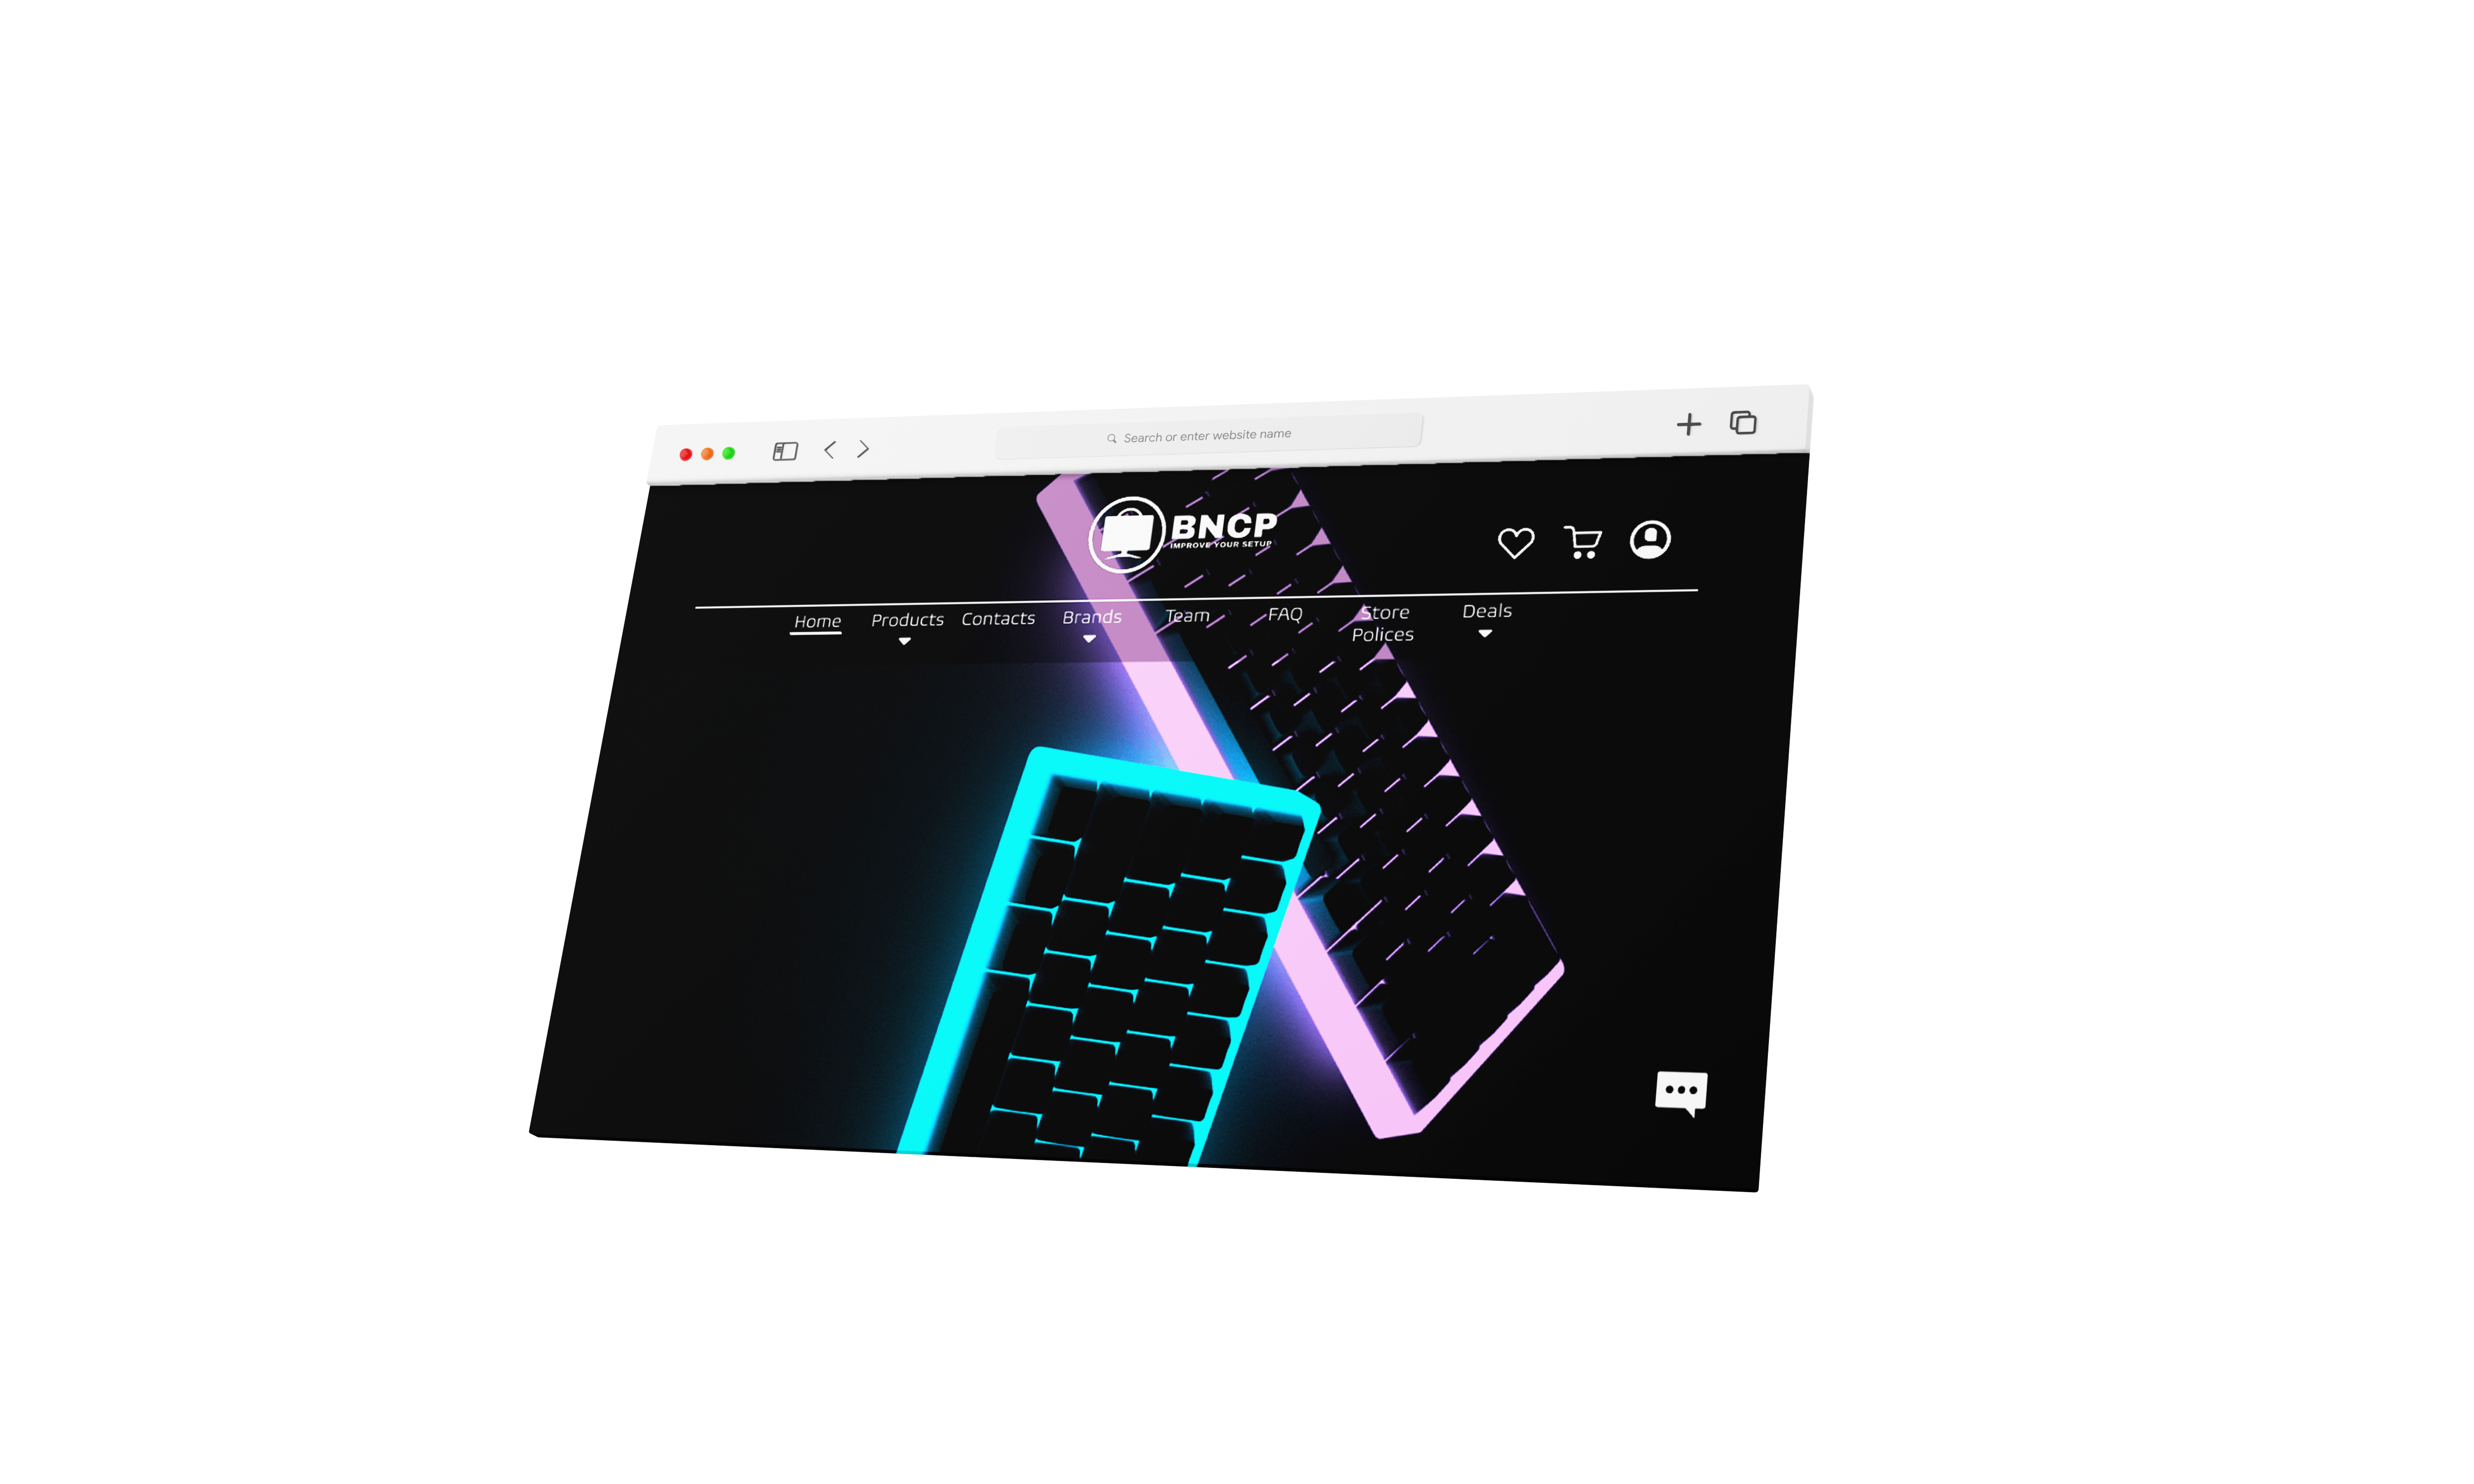 Search or enter website name
BNCP
IMPROVE YOUR SETUP
Home Products Contacts Brands Team FAQ Store Polices Deals